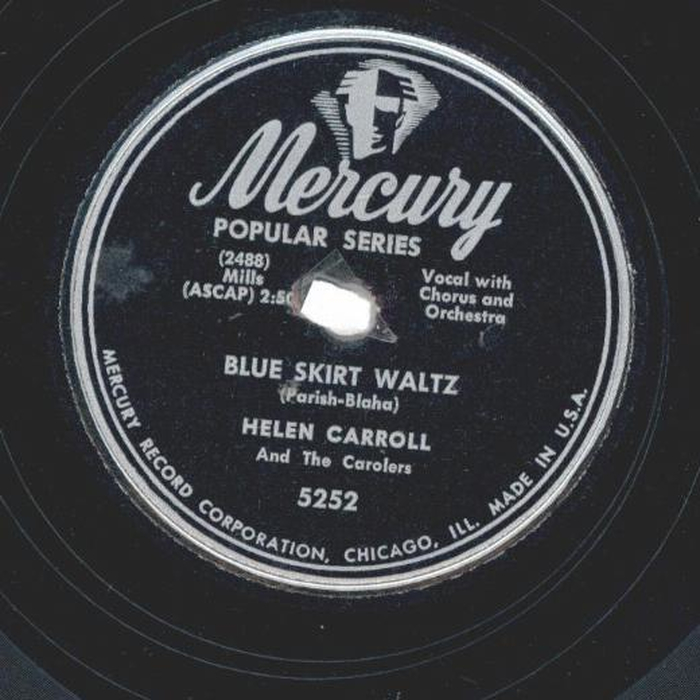 Mercury
POPULAR SERIES
(2488)
Mills
(ASCAP) 2:50
Vocal with
Chorus and
Orchestra
BLUE SKIRT WALTZ
(Parish-Blaha)
HELEN CARROLL
And The Carolers
5252
MERCURY RECORD CORPORATION, CHICAGO, ILL. MADE IN U.S.A.